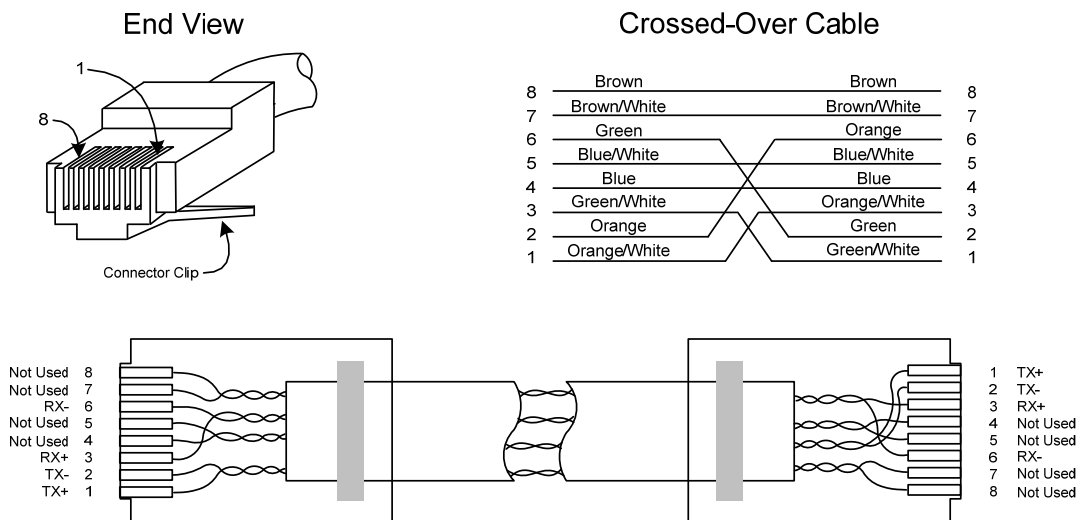 End View
1
8
Connector Clip
Crossed-Over Cable
8 Brown Brown 8
7 Brown/White Brown/White 7
6 Green Orange 6
5 Blue/White Blue/White 5
4 Blue Blue 4
3 Green/White Orange/White 3
2 Orange Green 2
1 Orange/White Green/White 1
Not Used 8
Not Used 7
RX- 6
Not Used 5
Not Used 4
RX+ 3
TX- 2
TX+ 1
1 TX+
2 TX-
3 RX+
4 Not Used
5 Not Used
6 RX-
7 Not Used
8 Not Used